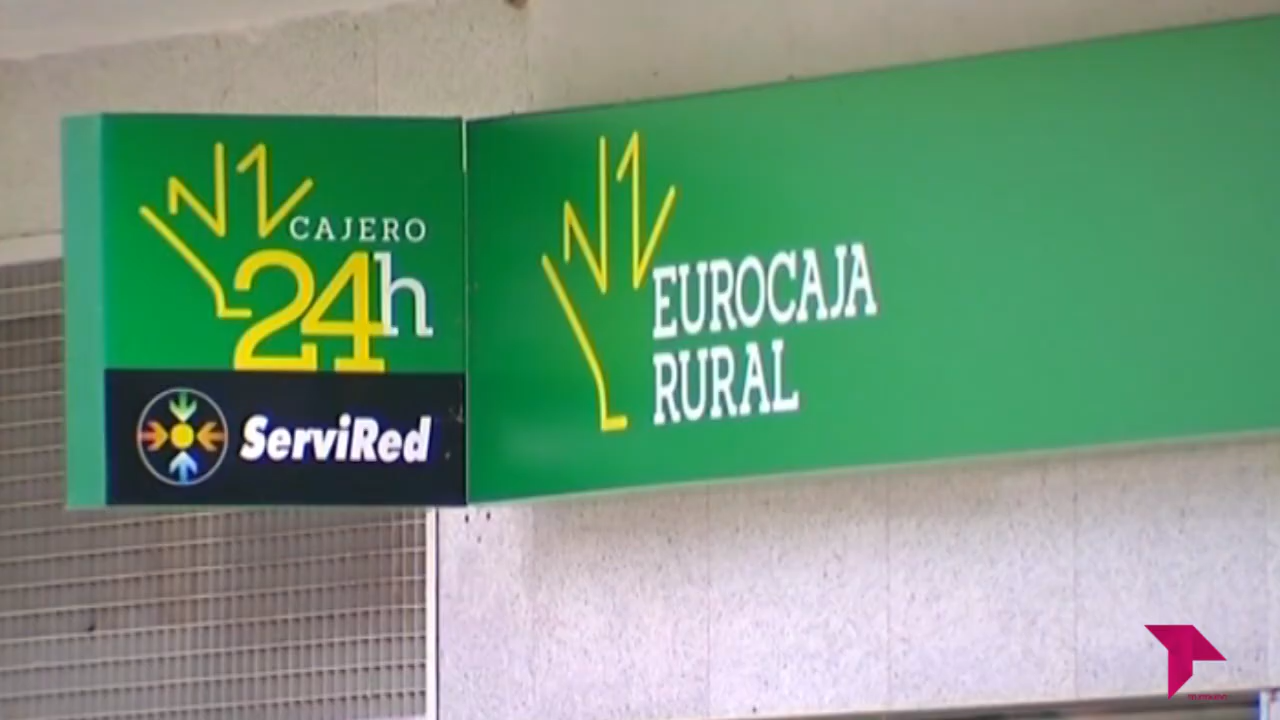 CAJERO
24h
ServiRed
EUROCAJA
RURAL